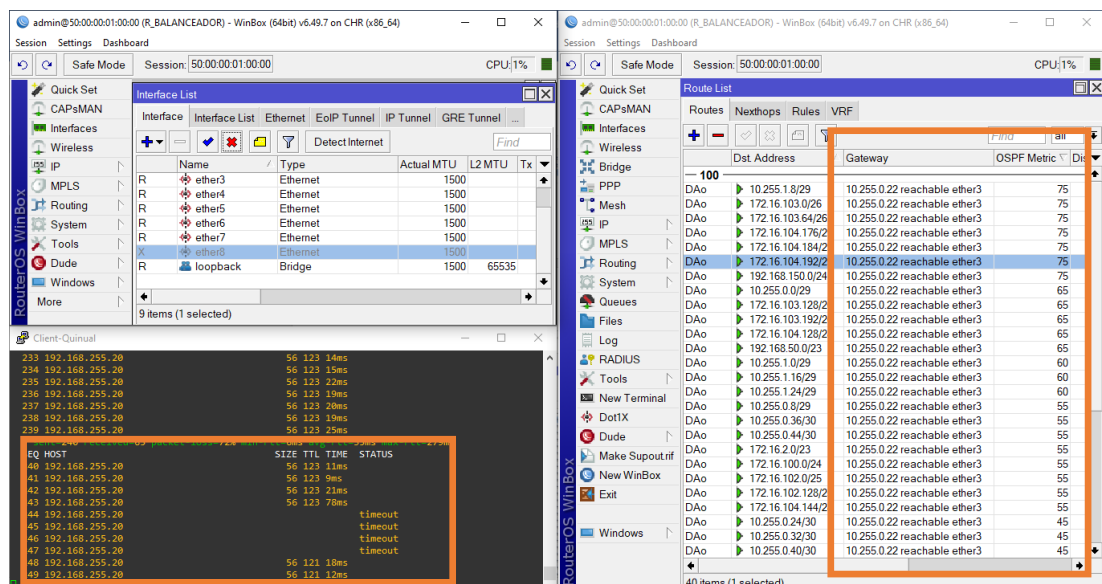 admin@50:00:00:01:00:00 (R_BALANCEADOR) - WinBox (64bit) v6.49.7 on CHR (x86_64)
Session Settings Dashboard
Safe Mode Session: 50:00:00:01:00:00 CPU: 1%
Quick Set
CAPsMAN
Interfaces
Wireless
IP
MPLS
Routing
System
Tools
Dude
Windows
More
RouterOS WinBox
Interface List
Interface Interface List Ethernet EoIP Tunnel IP Tunnel GRE Tunnel ...
Detect Internet Find
Name Type Actual MTU L2 MTU Tx
R ether3 Ethernet 1500
R ether4 Ethernet 1500
R ether5 Ethernet 1500
R ether6 Ethernet 1500
R ether7 Ethernet 1500
X ether8 Ethernet 1500
R loopback Bridge 1500 65535
9 items (1 selected)
Client-Quinual
233 192.168.255.20 56 123 14ms
234 192.168.255.20 56 123 15ms
235 192.168.255.20 56 123 22ms
236 192.168.255.20 56 123 19ms
237 192.168.255.20 56 123 20ms
238 192.168.255.20 56 123 19ms
239 192.168.255.20 56 123 25ms
EQ HOST SIZE TTL TIME STATUS
40 192.168.255.20 56 123 11ms
41 192.168.255.20 56 123 9ms
42 192.168.255.20 56 123 21ms
43 192.168.255.20 56 123 78ms
44 192.168.255.20 timeout
45 192.168.255.20 timeout
46 192.168.255.20 timeout
47 192.168.255.20 timeout
48 192.168.255.20 56 121 18ms
49 192.168.255.20 56 121 12ms
admin@50:00:00:01:00:00 (R_BALANCEADOR) - WinBox (64bit) v6.49.7 on CHR (x86_64)
Session Settings Dashboard
Safe Mode Session: 50:00:00:01:00:00 CPU: 1%
Quick Set
CAPsMAN
Interfaces
Wireless
Bridge
PPP
Mesh
IP
MPLS
Routing
System
Queues
Files
Log
RADIUS
Tools
New Terminal
Dot1X
Dude
Make Supout.rif
New WinBox
Exit
Windows
RouterOS WinBox
Route List
Routes Nexthops Rules VRF
Find all
Dst. Address Gateway OSPF Metric Dis
100
DAo 10.255.1.8/29 10.255.0.22 reachable ether3 75
DAo 172.16.103.0/26 10.255.0.22 reachable ether3 75
DAo 172.16.103.64/26 10.255.0.22 reachable ether3 75
DAo 172.16.104.176/2 10.255.0.22 reachable ether3 75
DAo 172.16.104.184/2 10.255.0.22 reachable ether3 75
DAo 172.16.104.192/2 10.255.0.22 reachable ether3 75
DAo 192.168.150.0/24 10.255.0.22 reachable ether3 75
DAo 10.255.0.0/29 10.255.0.22 reachable ether3 65
DAo 172.16.103.128/2 10.255.0.22 reachable ether3 65
DAo 172.16.103.192/2 10.255.0.22 reachable ether3 65
DAo 172.16.104.128/2 10.255.0.22 reachable ether3 65
DAo 192.168.50.0/23 10.255.0.22 reachable ether3 65
DAo 10.255.1.0/29 10.255.0.22 reachable ether3 60
DAo 10.255.1.16/29 10.255.0.22 reachable ether3 60
DAo 10.255.1.24/29 10.255.0.22 reachable ether3 60
DAo 10.255.0.8/29 10.255.0.22 reachable ether3 55
DAo 10.255.0.36/30 10.255.0.22 reachable ether3 55
DAo 10.255.0.44/30 10.255.0.22 reachable ether3 55
DAo 172.16.2.0/23 10.255.0.22 reachable ether3 55
DAo 172.16.100.0/24 10.255.0.22 reachable ether3 55
DAo 172.16.102.0/25 10.255.0.22 reachable ether3 55
DAo 172.16.102.128/2 10.255.0.22 reachable ether3 55
DAo 172.16.104.144/2 10.255.0.22 reachable ether3 55
DAo 10.255.0.24/30 10.255.0.22 reachable ether3 45
DAo 10.255.0.32/30 10.255.0.22 reachable ether3 45
DAo 10.255.0.40/30 10.255.0.22 reachable ether3 45
40 items (1 selected)